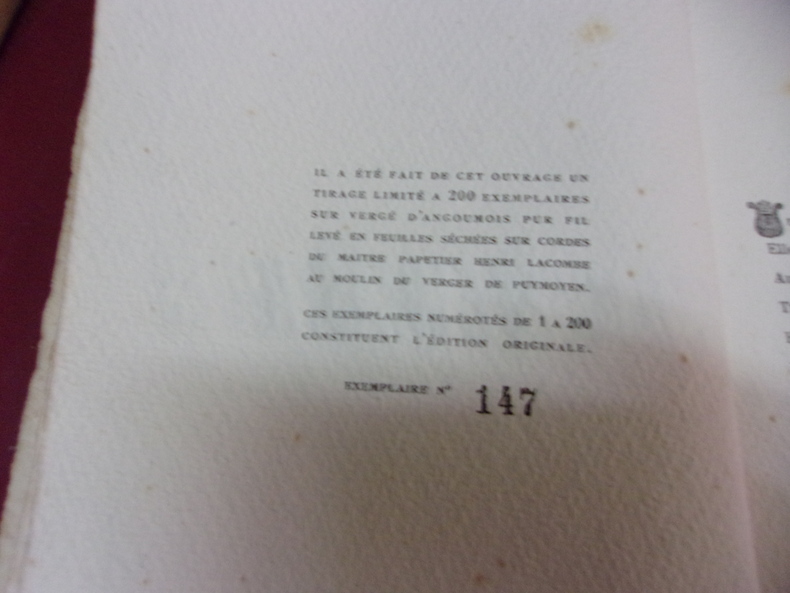 IL A ÉTÉ FAIT DE CET OUVRAGE UN
TIRAGE LIMITÉ A 200 EXEMPLAIRES
SUR VERGÉ D'ANGOUMOIS PUR FIL
LEVÉ EN FEUILLES SÉCHÉES SUR CORDES
DU MAITRE PAPETIER HENRI LACOMBE
AU MOULIN DU VERGER DE PUYMOYEN.
CES EXEMPLAIRES NUMÉROTÉS DE 1 A 200
CONSTITUENT L'ÉDITION ORIGINALE.
EXEMPLAIRE N° 147